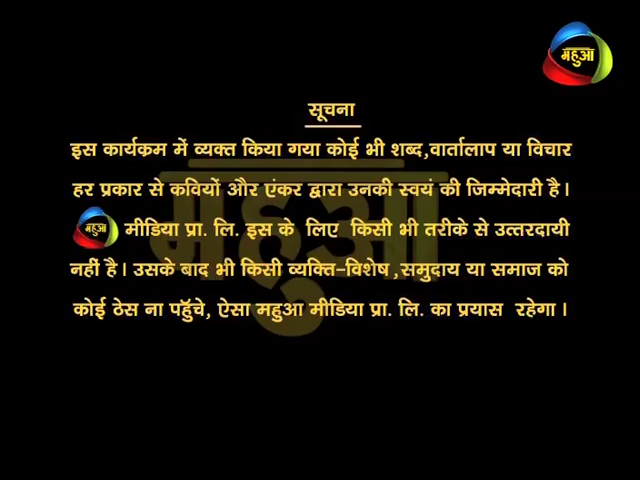 महुआ
सूचना
इस कार्यक्रम में व्यक्त किया गया कोई भी शब्द,वार्तालाप या विचार
हर प्रकार से कवियों और एंकर द्वारा उनकी स्वयं की जिम्मेदारी है।
महुआ मीडिया प्रा. लि. इस के लिए किसी भी तरीके से उत्तरदायी
नहीं है। उसके बाद भी किसी व्यक्ति-विशेष ,समुदाय या समाज को
कोई ठेस ना पहुॅचे, ऐसा महुआ मीडिया प्रा. लि. का प्रयास रहेगा।
महुआ